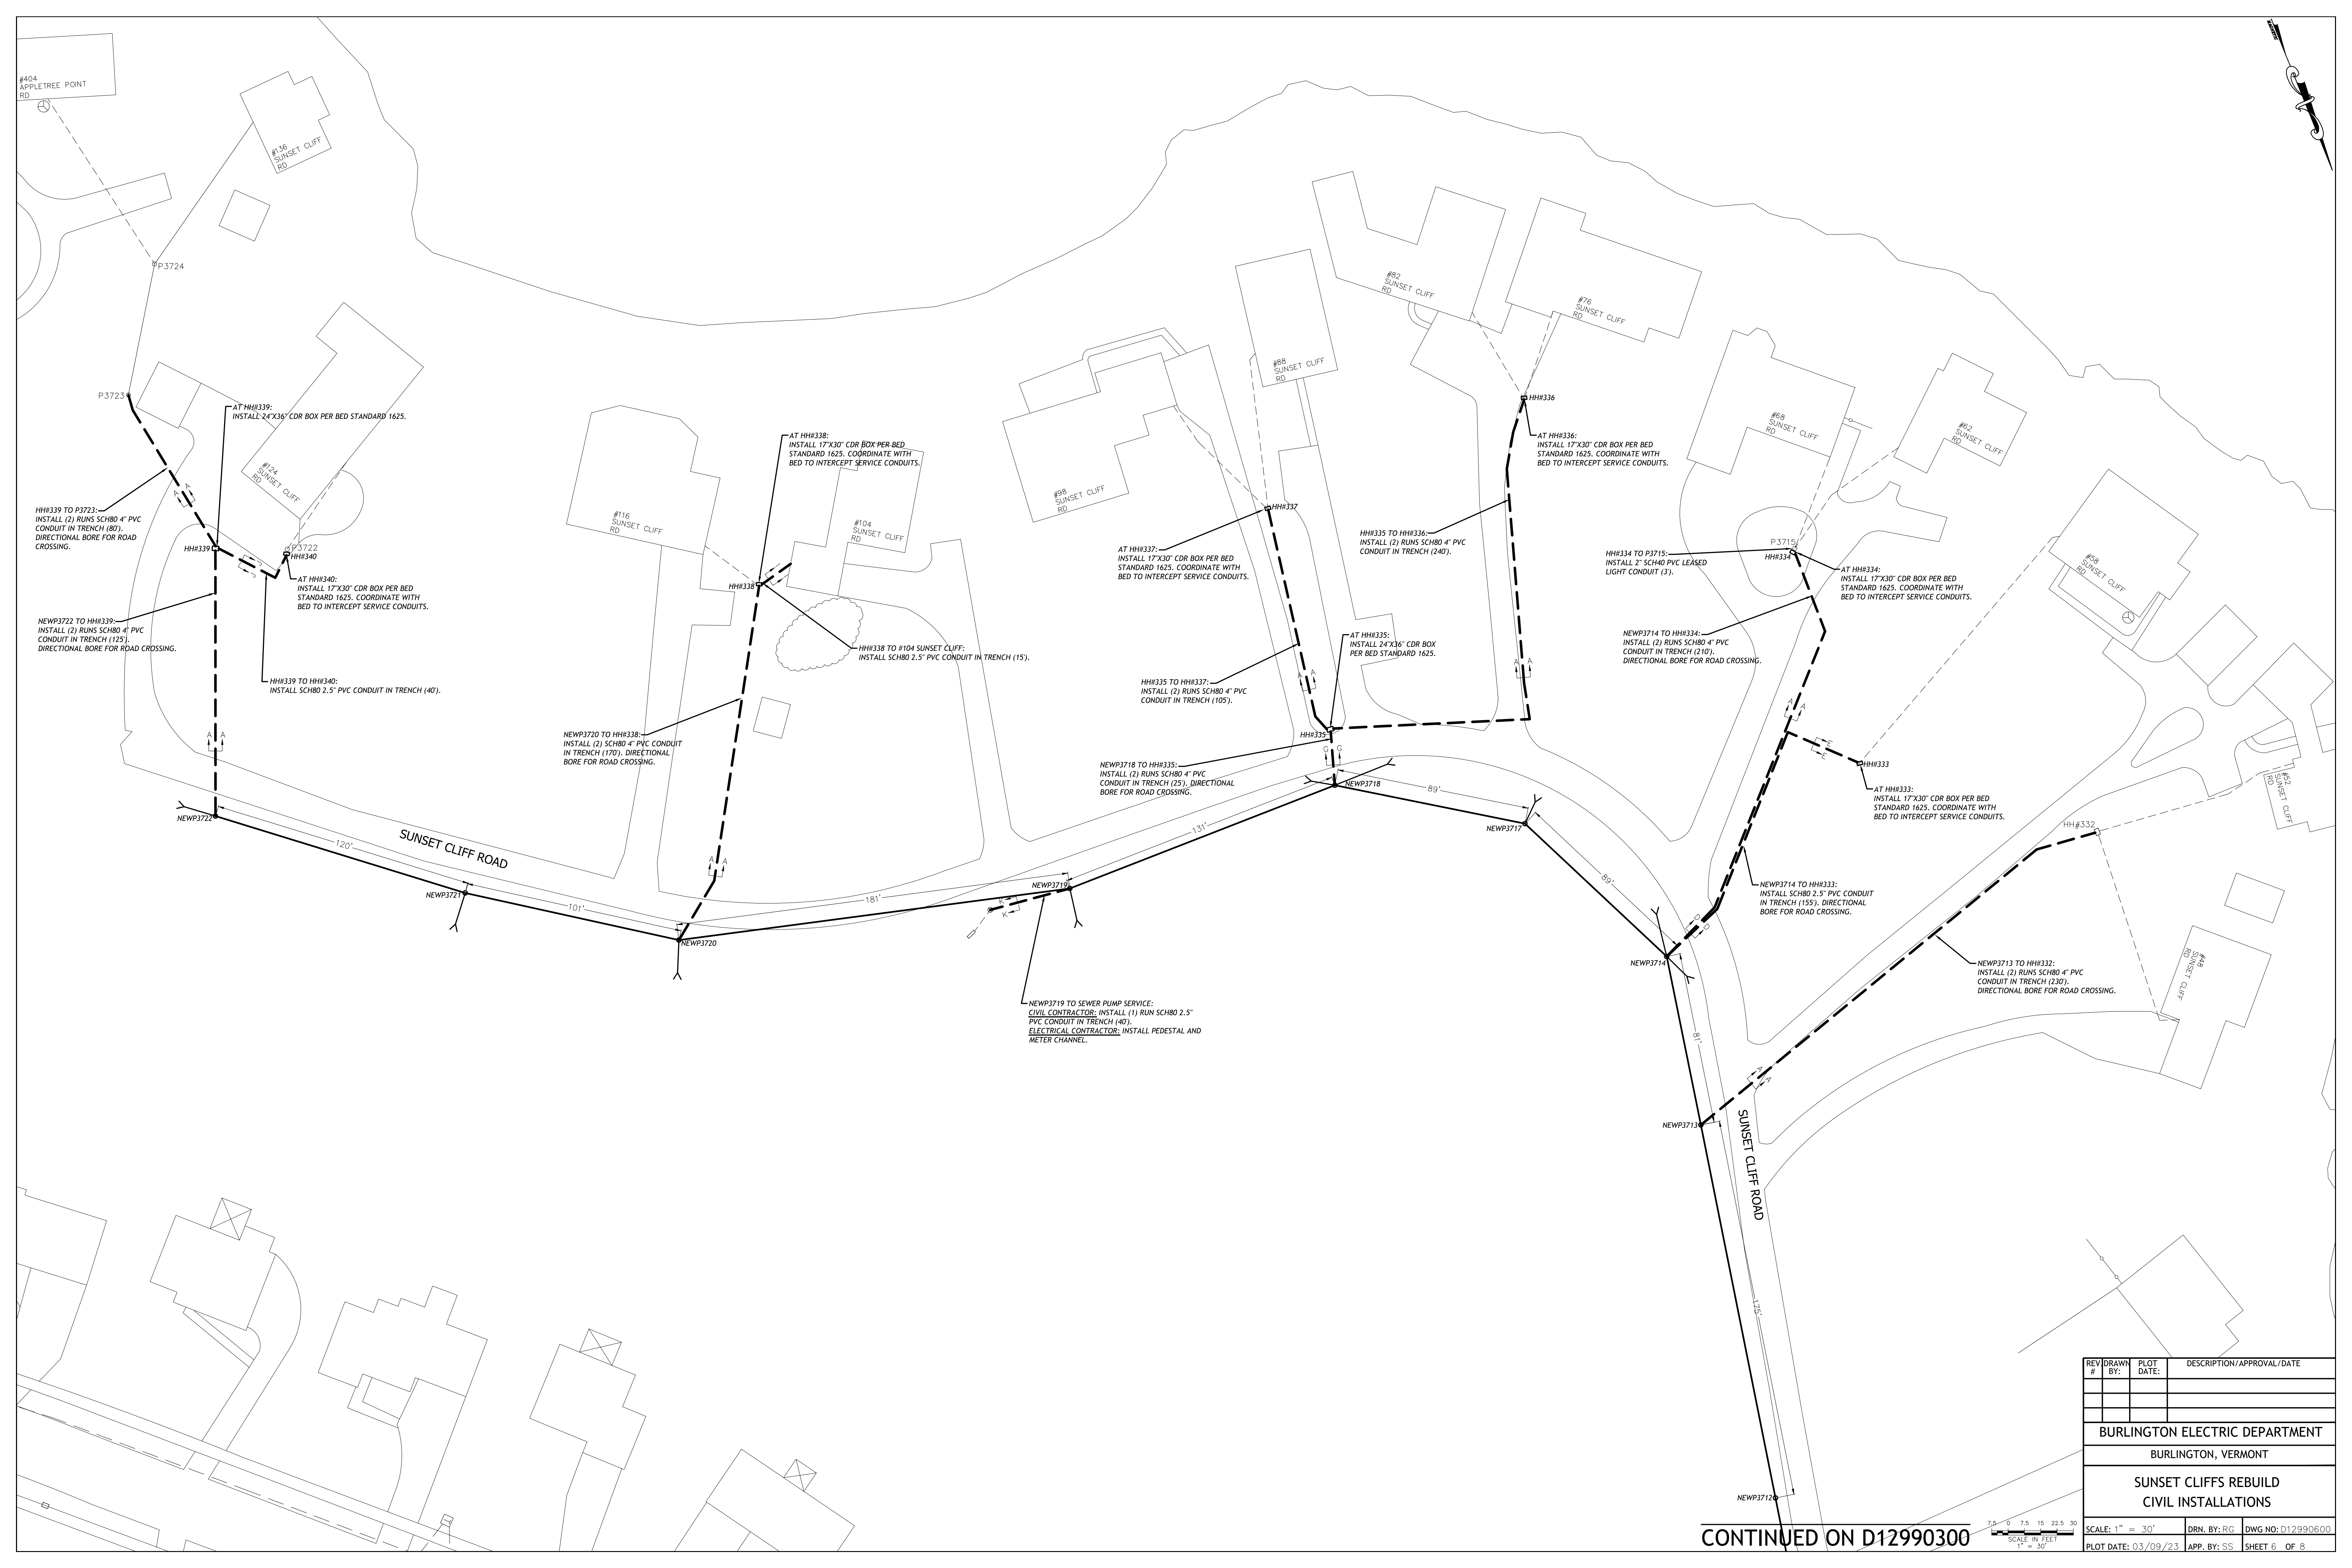 #404
APPLETREE POINT
RD
#136
SUNSET CLIFF
RD
P3724
P3723
AT HH#339:
INSTALL 24"X36" CDR BOX PER BED STANDARD 1625.
#124
SUNSET CLIFF
RD
HH#339 TO P3723:
INSTALL (2) RUNS SCH80 4" PVC
CONDUIT IN TRENCH (80').
DIRECTIONAL BORE FOR ROAD
CROSSING.
A
A
HH#339
J
J
P3722
HH#340
AT HH#340:
INSTALL 17"X30" CDR BOX PER BED
STANDARD 1625. COORDINATE WITH
BED TO INTERCEPT SERVICE CONDUITS.
NEWP3722 TO HH#339:
INSTALL (2) RUNS SCH80 4" PVC
CONDUIT IN TRENCH (125').
DIRECTIONAL BORE FOR ROAD CROSSING.
HH#339 TO HH#340:
INSTALL SCH80 2.5" PVC CONDUIT IN TRENCH (40').
A
A
NEWP3722
120'
SUNSET CLIFF ROAD
NEWP3721
101'
#116
SUNSET CLIFF
RD
AT HH#338:
INSTALL 17"X30" CDR BOX PER BED
STANDARD 1625. COORDINATE WITH
BED TO INTERCEPT SERVICE CONDUITS.
#104
SUNSET CLIFF
RD
HH#338
HH#338 TO #104 SUNSET CLIFF:
INSTALL SCH80 2.5" PVC CONDUIT IN TRENCH (15').
NEWP3720 TO HH#338:
INSTALL (2) SCH80 4" PVC CONDUIT
IN TRENCH (170'). DIRECTIONAL
BORE FOR ROAD CROSSING.
A
A
NEWP3720
181'
NEWP3719
K
K
NEWP3719 TO SEWER PUMP SERVICE:
CIVIL CONTRACTOR: INSTALL (1) RUN SCH80 2.5"
PVC CONDUIT IN TRENCH (40').
ELECTRICAL CONTRACTOR: INSTALL PEDESTAL AND
METER CHANNEL.
131'
#98
SUNSET CLIFF
RD
#88
SUNSET CLIFF
RD
#82
SUNSET CLIFF
RD
#76
SUNSET CLIFF
RD
HH#337
AT HH#337:
INSTALL 17"X30" CDR BOX PER BED
STANDARD 1625. COORDINATE WITH
BED TO INTERCEPT SERVICE CONDUITS.
HH#336
AT HH#336:
INSTALL 17"X30" CDR BOX PER BED
STANDARD 1625. COORDINATE WITH
BED TO INTERCEPT SERVICE CONDUITS.
HH#335 TO HH#336:
INSTALL (2) RUNS SCH80 4" PVC
CONDUIT IN TRENCH (240').
AT HH#335:
INSTALL 24"X36" CDR BOX
PER BED STANDARD 1625.
HH#335 TO HH#337:
INSTALL (2) RUNS SCH80 4" PVC
CONDUIT IN TRENCH (105').
A
A
A
A
HH#335
G
G
NEWP3718 TO HH#335:
INSTALL (2) RUNS SCH80 4" PVC
CONDUIT IN TRENCH (25'). DIRECTIONAL
BORE FOR ROAD CROSSING.
NEWP3718
89'
NEWP3717
89'
#68
SUNSET CLIFF
RD
#62
SUNSET CLIFF
RD
P3715
HH#334
HH#334 TO P3715:
INSTALL 2" SCH40 PVC LEASED
LIGHT CONDUIT (3').
AT HH#334:
INSTALL 17"X30" CDR BOX PER BED
STANDARD 1625. COORDINATE WITH
BED TO INTERCEPT SERVICE CONDUITS.
NEWP3714 TO HH#334:
INSTALL (2) RUNS SCH80 4" PVC
CONDUIT IN TRENCH (210').
DIRECTIONAL BORE FOR ROAD CROSSING.
A
A
E
E
HH#333
AT HH#333:
INSTALL 17"X30" CDR BOX PER BED
STANDARD 1625. COORDINATE WITH
BED TO INTERCEPT SERVICE CONDUITS.
#58
SUNSET CLIFF
RD
#52
SUNSET CLIFF
RD
HH#332
NEWP3714 TO HH#333:
INSTALL SCH80 2.5" PVC CONDUIT
IN TRENCH (155'). DIRECTIONAL
BORE FOR ROAD CROSSING.
D
D
NEWP3714
NEWP3713 TO HH#332:
INSTALL (2) RUNS SCH80 4" PVC
CONDUIT IN TRENCH (230').
DIRECTIONAL BORE FOR ROAD CROSSING.
#48
SUNSET CLIFF
RD
81'
A
A
NEWP3713
SUNSET CLIFF ROAD
175'
NEWP3712
CONTINUED ON D12990300
7.5 0 7.5 15 22.5 30
SCALE IN FEET
1" = 30'
REV. # DRAWN BY: PLOT DATE: DESCRIPTION/APPROVAL/DATE
BURLINGTON ELECTRIC DEPARTMENT
BURLINGTON, VERMONT
SUNSET CLIFFS REBUILD
CIVIL INSTALLATIONS
SCALE: 1" = 30' DRN. BY: RG DWG NO: D12990600
PLOT DATE: 03/09/23 APP. BY: SS SHEET 6 OF 8